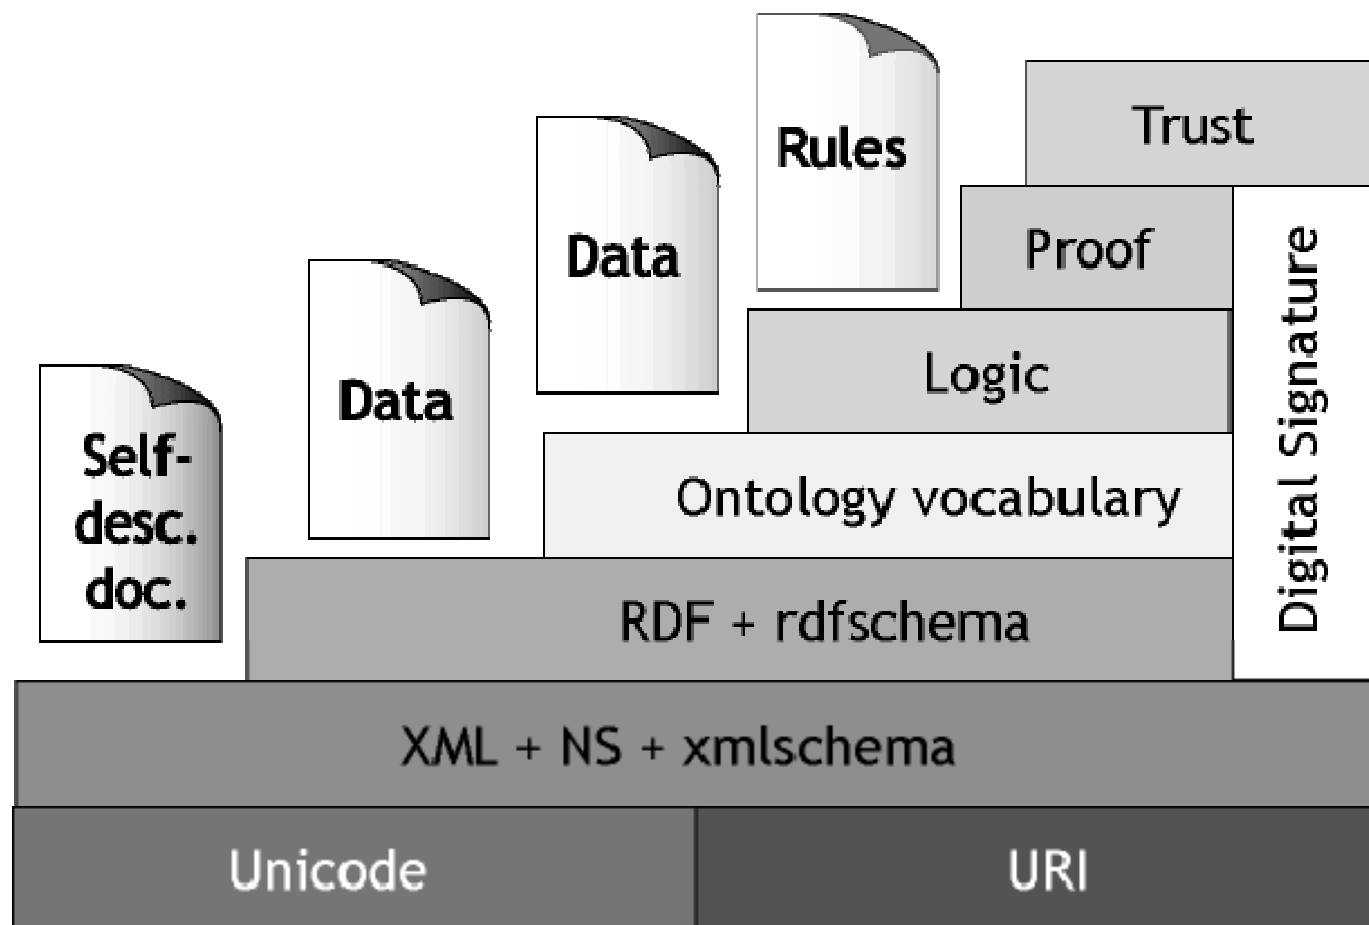 Rules
Trust
Data
Proof
Data
Logic
Self-
desc.
doc.
Ontology vocabulary
Digital Signature
RDF + rdfschema
XML + NS + xmlschema
Unicode
URI